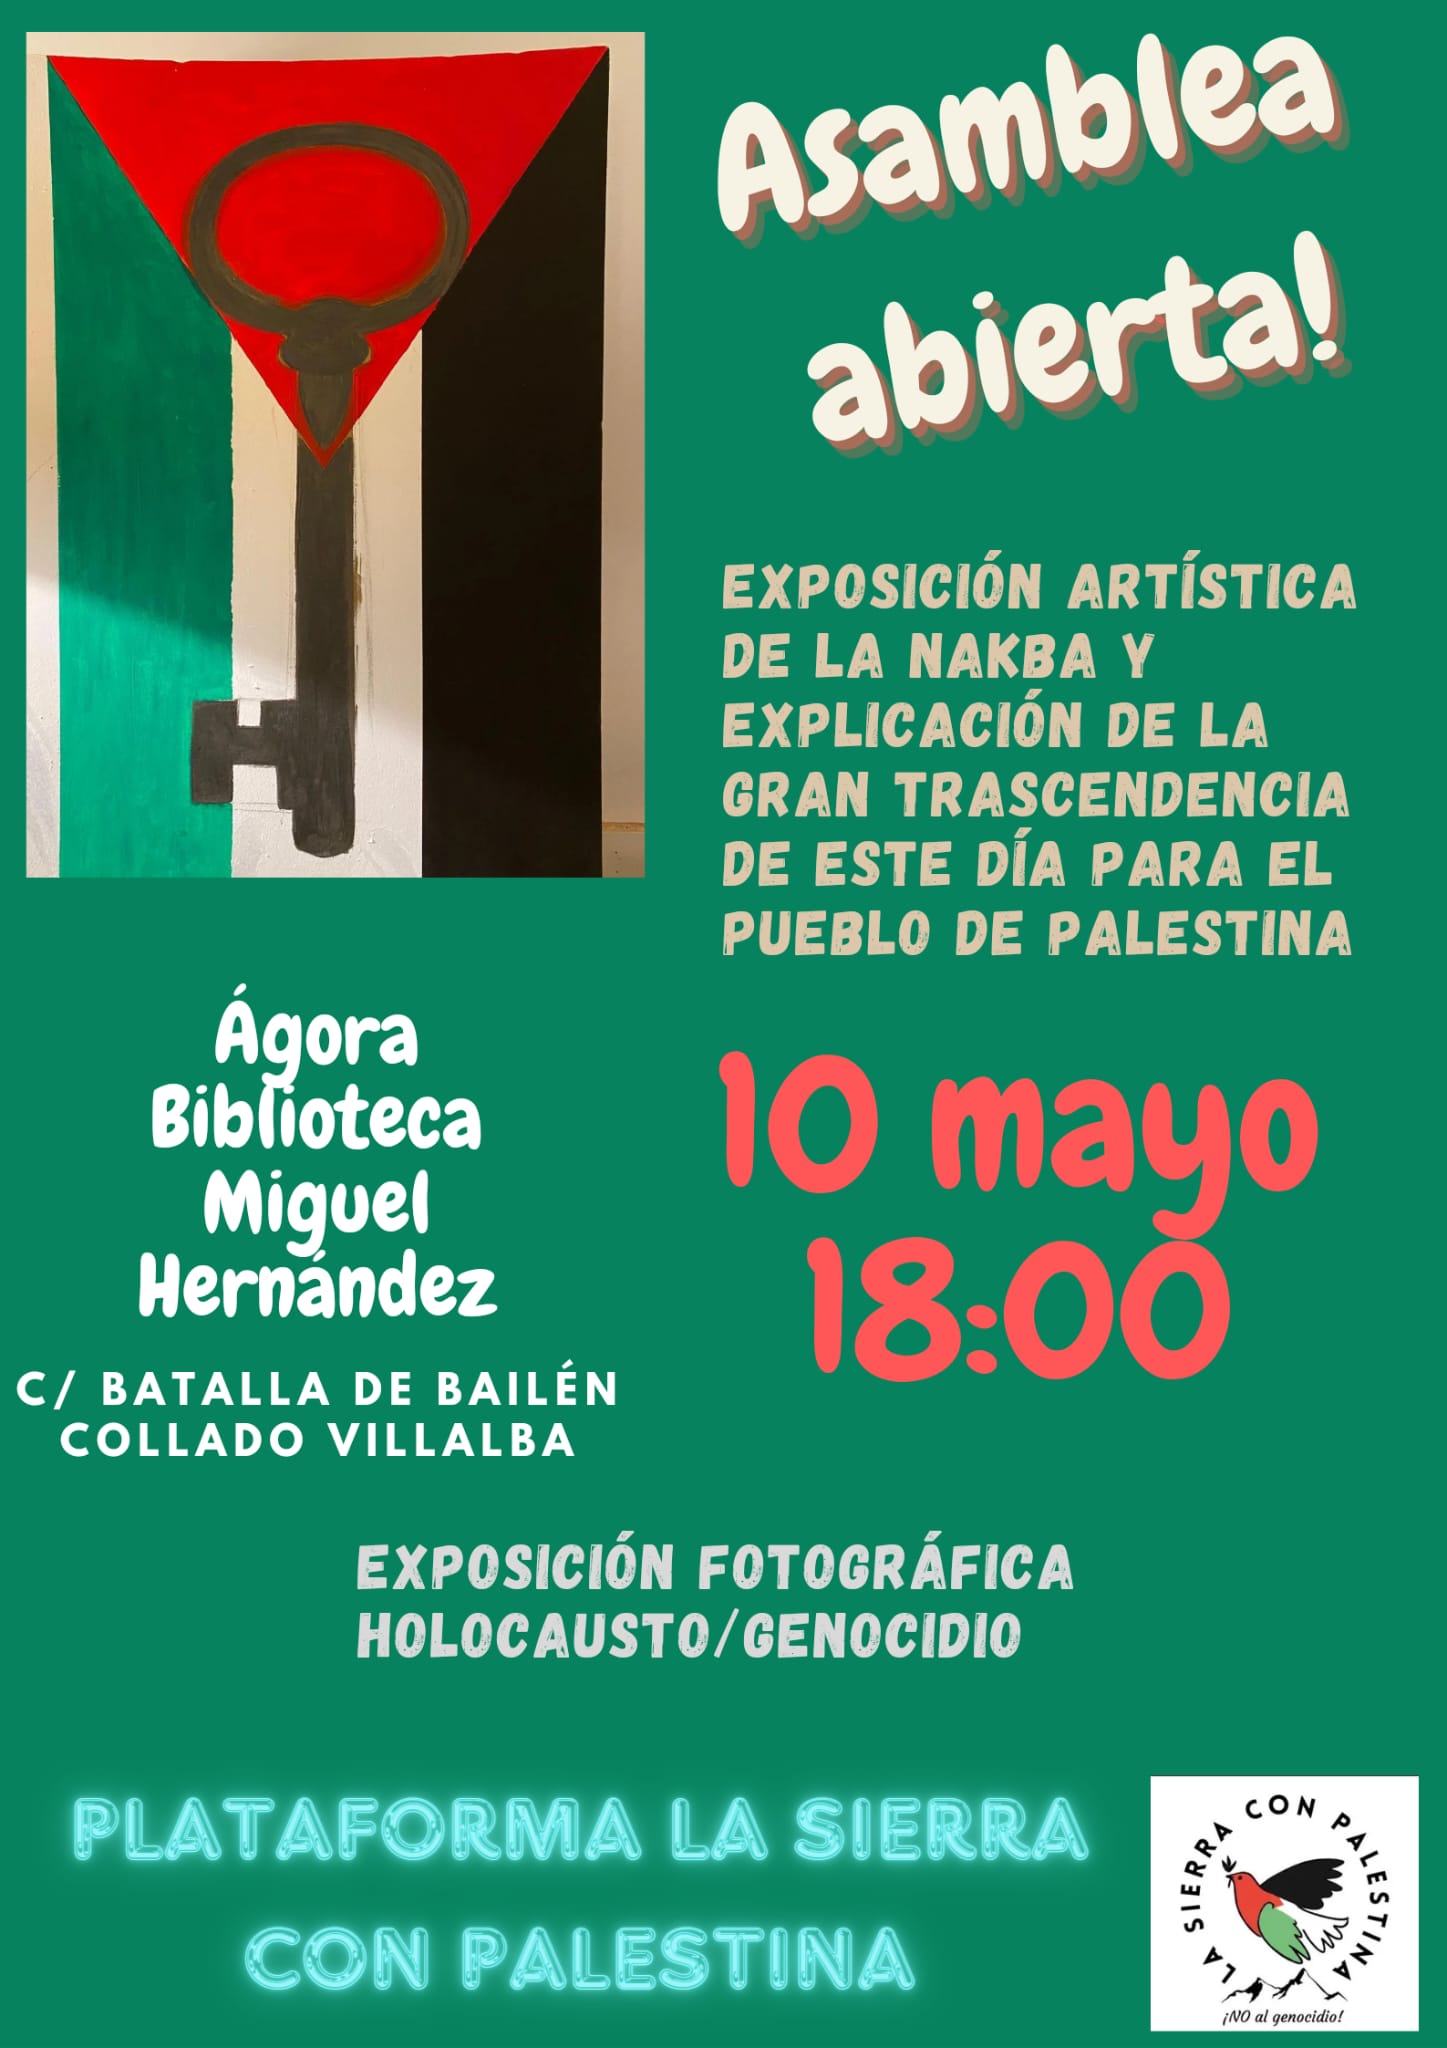 Asamblea
abierta!
EXPOSICIÓN ARTÍSTICA
DE LA NAKBA Y
EXPLICACIÓN DE LA
GRAN TRASCENDENCIA
DE ESTE DÍA PARA EL
PUEBLO DE PALESTINA
Ágora
Biblioteca
Miguel
Hernández
C/ BATALLA DE BAILÉN
COLLADO VILLALBA
10 mayo
18:00
EXPOSICIÓN FOTOGRÁFICA
HOLOCAUSTO/GENOCIDIO
PLATAFORMA LA SIERRA
CON PALESTINA
LA SIERRA CON PALESTINA
¡NO al genocidio!